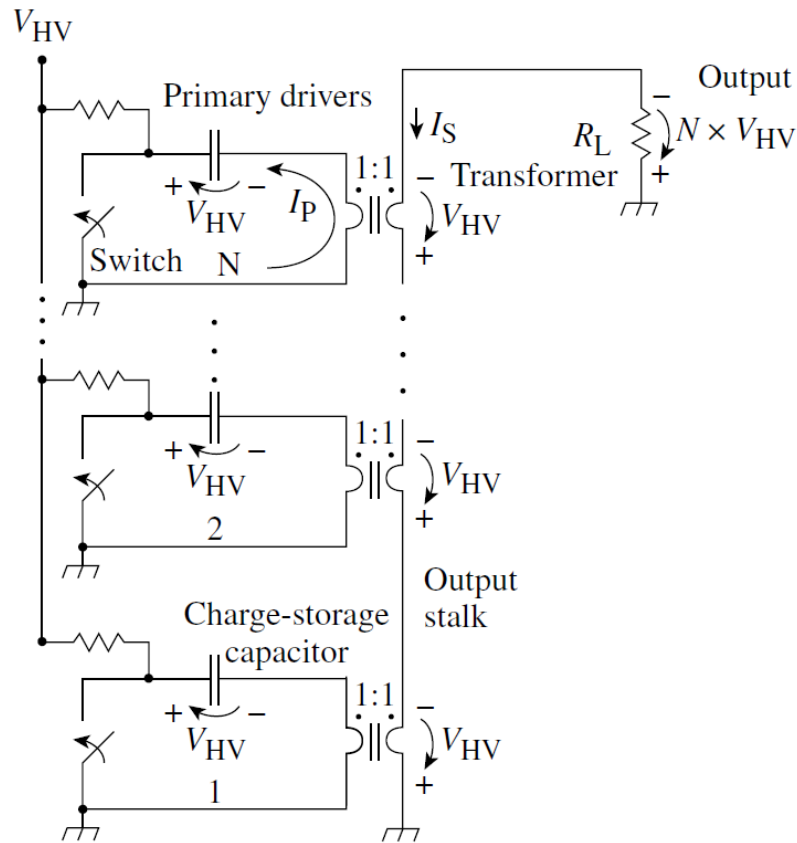 V_HV
Primary drivers
+ −
V_HV
I_P
Switch N
1:1
I_S
−
Transformer
V_HV
+
Output
−
R_L
N × V_HV
+
+ −
V_HV
2
1:1
−
V_HV
+
Output
stalk
Charge-storage
capacitor
+ −
V_HV
1
1:1
−
V_HV
+